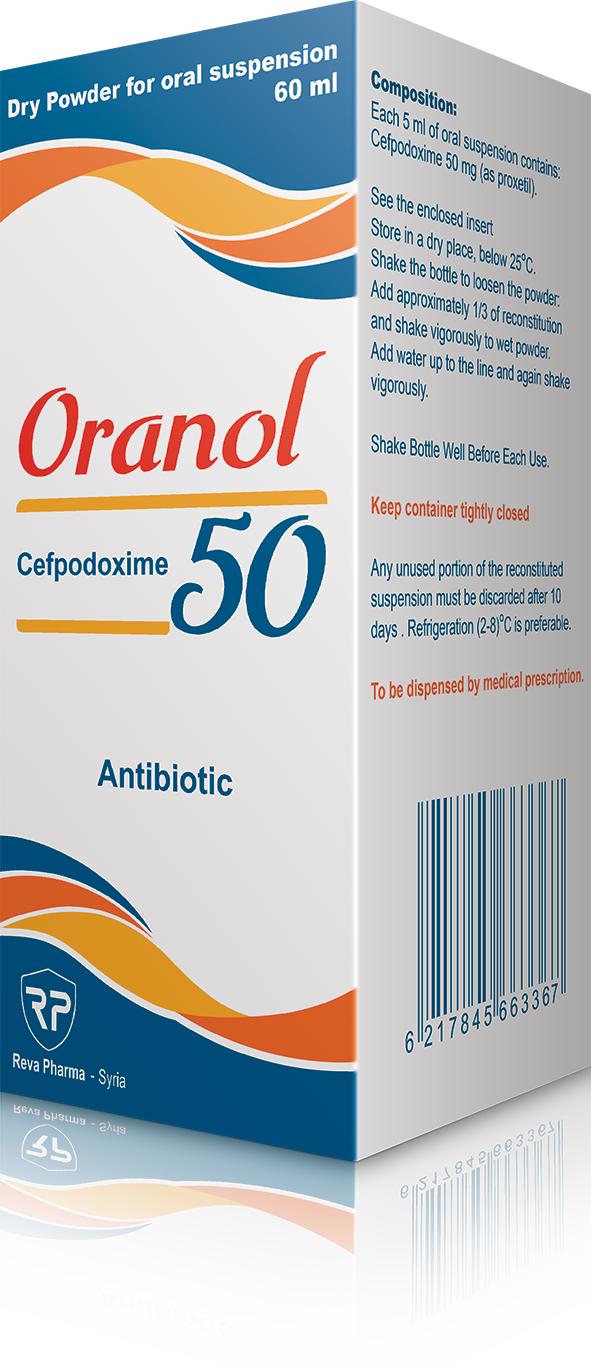 Dry Powder for oral suspension
60 ml
Oranol
Cefpodoxime 50
Antibiotic
RP
Reva Pharma - Syria
Composition:
Each 5 ml of oral suspension contains:
Cefpodoxime 50 mg (as proxetil).
See the enclosed insert
Store in a dry place, below 25°C.
Shake the bottle to loosen the powder:
Add approximately 1/3 of reconstitution
and shake vigorously to wet powder.
Add water up to the line and again shake
vigorously.
Shake Bottle Well Before Each Use.
Keep container tightly closed
Any unused portion of the reconstituted
suspension must be discarded after 10
days . Refrigeration (2-8)°C is preferable.
To be dispensed by medical prescription.
6 217845 663367